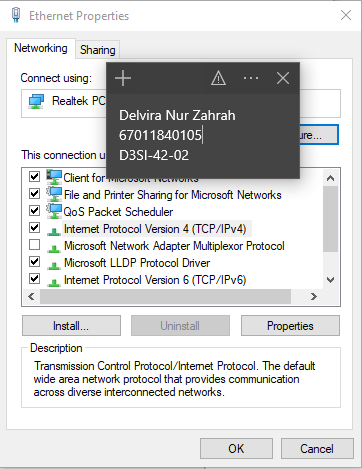 Ethernet Properties
Networking
Sharing
Connect using:
Realtek PC
Delvira Nur Zahrah
67011840105
D3SI-42-02
ure...
This connection u
Client for Microsoft Networks
File and Printer Sharing for Microsoft Networks
QoS Packet Scheduler
Internet Protocol Version 4 (TCP/IPv4)
Microsoft Network Adapter Multiplexor Protocol
Microsoft LLDP Protocol Driver
Internet Protocol Version 6 (TCP/IPv6)
Install...
Uninstall
Properties
Description
Transmission Control Protocol/Internet Protocol. The default
wide area network protocol that provides communication
across diverse interconnected networks.
OK
Cancel